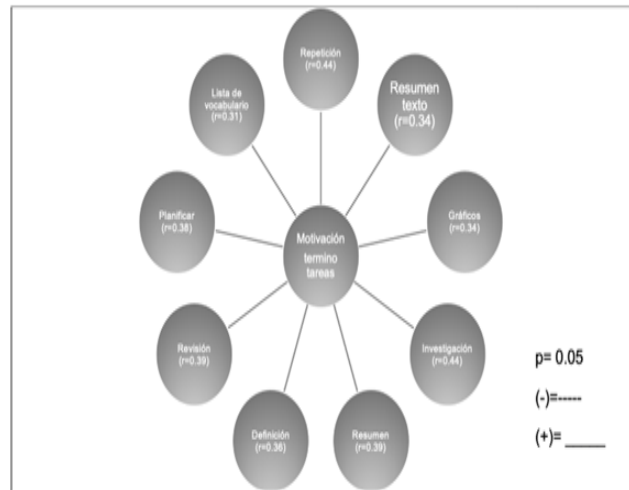 Repetición
(r=0.44)
Resumen
texto
(r=0.34)
Gráficos
(r=0.34)
Investigación
(r=0.44)
Resumen
(r=0.39)
Definición
(r=0.36)
Revisión
(r=0.39)
Planificar
(r=0.38)
Lista de
vocabulario
(r=0.31)
Motivación
termino
tareas
p= 0.05
(-)=-----
(+)= _____